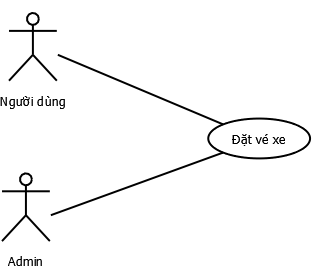 Người dùng
Đặt vé xe
Admin